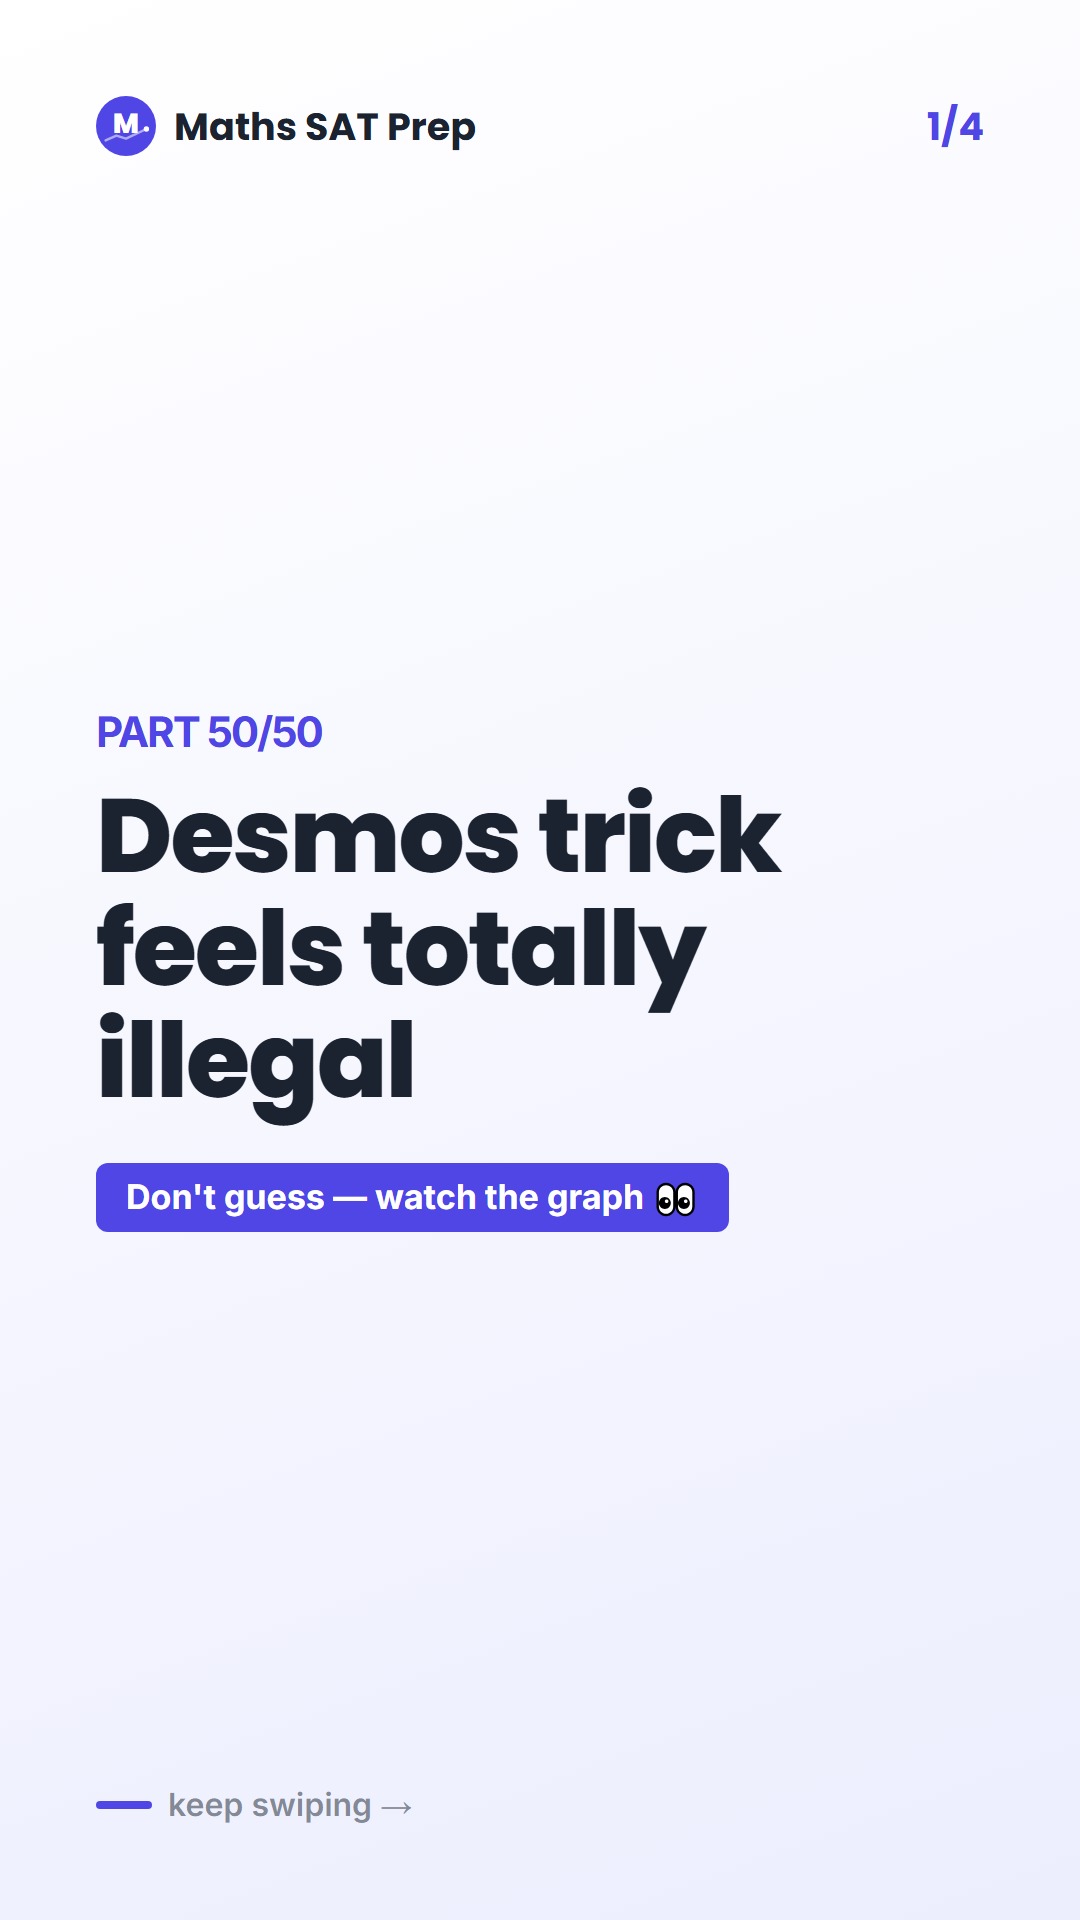 M
Maths SAT Prep
1/4
PART 50/50
Desmos trick
feels totally
illegal
Don't guess — watch the graph 👀
keep swiping →